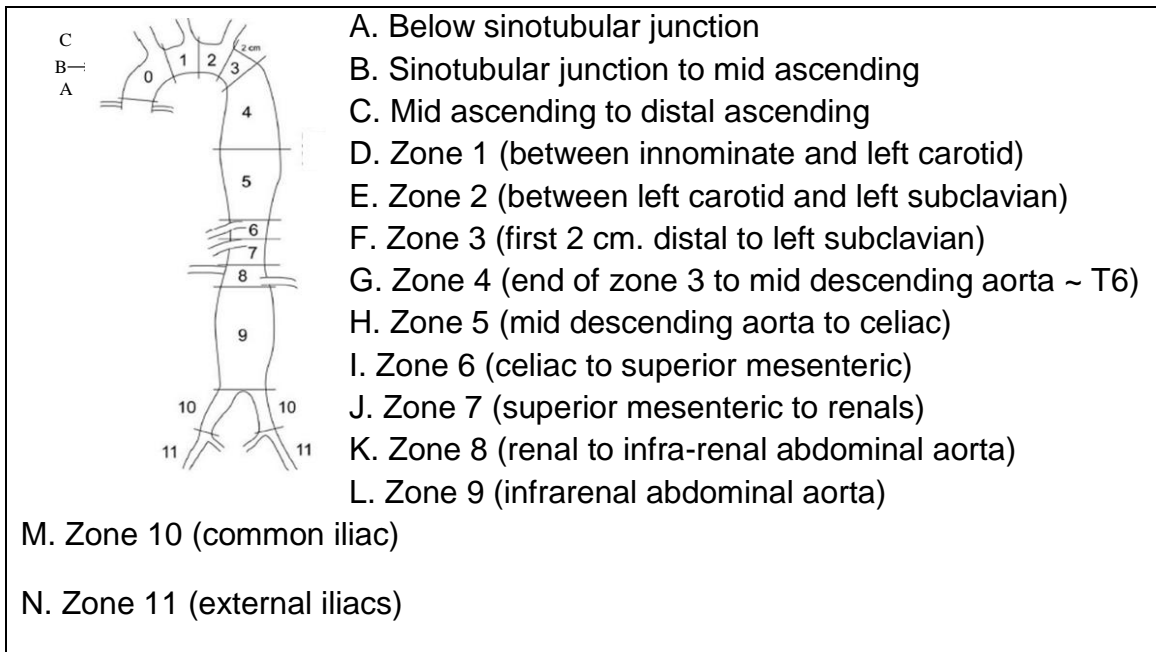 C
B
A
0
1
2
2 cm
3
4
5
6
7
8
9
10
10
11
11
A. Below sinotubular junction
B. Sinotubular junction to mid ascending
C. Mid ascending to distal ascending
D. Zone 1 (between innominate and left carotid)
E. Zone 2 (between left carotid and left subclavian)
F. Zone 3 (first 2 cm. distal to left subclavian)
G. Zone 4 (end of zone 3 to mid descending aorta ~ T6)
H. Zone 5 (mid descending aorta to celiac)
I. Zone 6 (celiac to superior mesenteric)
J. Zone 7 (superior mesenteric to renals)
K. Zone 8 (renal to infra-renal abdominal aorta)
L. Zone 9 (infrarenal abdominal aorta)
M. Zone 10 (common iliac)
N. Zone 11 (external iliacs)